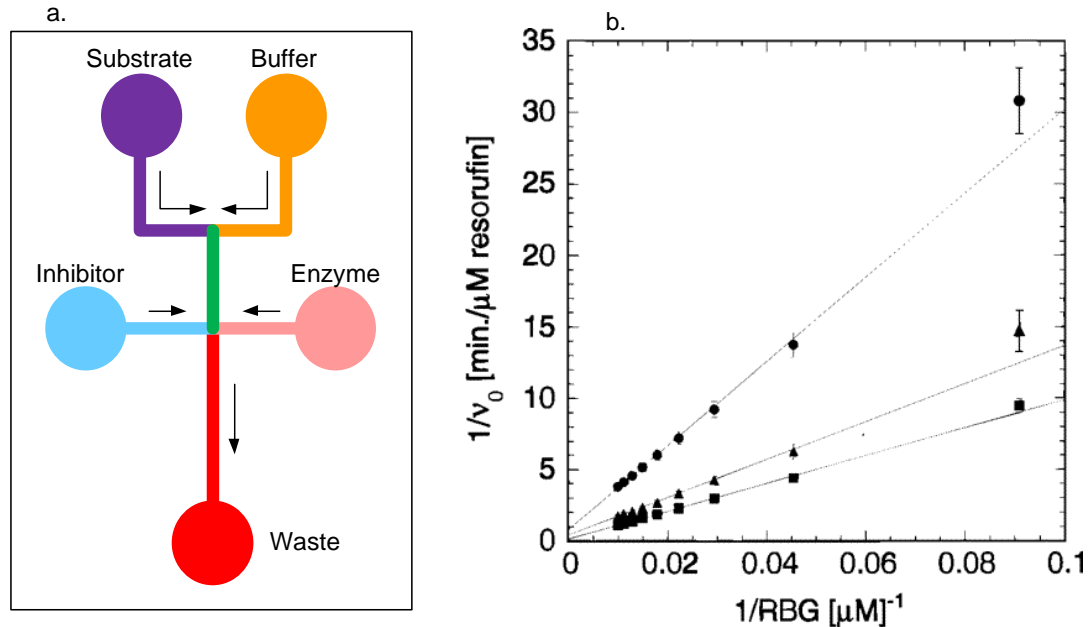 a.
Substrate Buffer
Inhibitor Enzyme
Waste
b.
1/ν₀ [min./μM resorufin]
35
30
25
20
15
10
5
0
0 0.02 0.04 0.06 0.08 0.1
1/RBG [μM]⁻¹